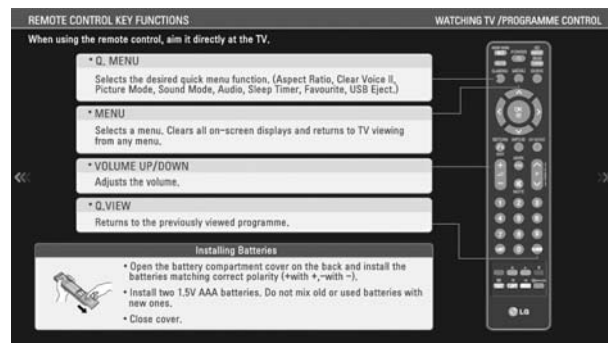 REMOTE CONTROL KEY FUNCTIONS
WATCHING TV /PROGRAMME CONTROL
When using the remote control, aim it directly at the TV.
• Q. MENU
Selects the desired quick menu function. (Aspect Ratio, Clear Voice II,
Picture Mode, Sound Mode, Audio, Sleep Timer, Favourite, USB Eject.)
• MENU
Selects a menu. Clears all on-screen displays and returns to TV viewing
from any menu.
• VOLUME UP/DOWN
Adjusts the volume.
• Q.VIEW
Returns to the previously viewed programme.
Installing Batteries
• Open the battery compartment cover on the back and install the
batteries matching correct polarity (+with +,-with -).
• Install two 1.5V AAA batteries. Do not mix old or used batteries with
new ones.
• Close cover.
LG